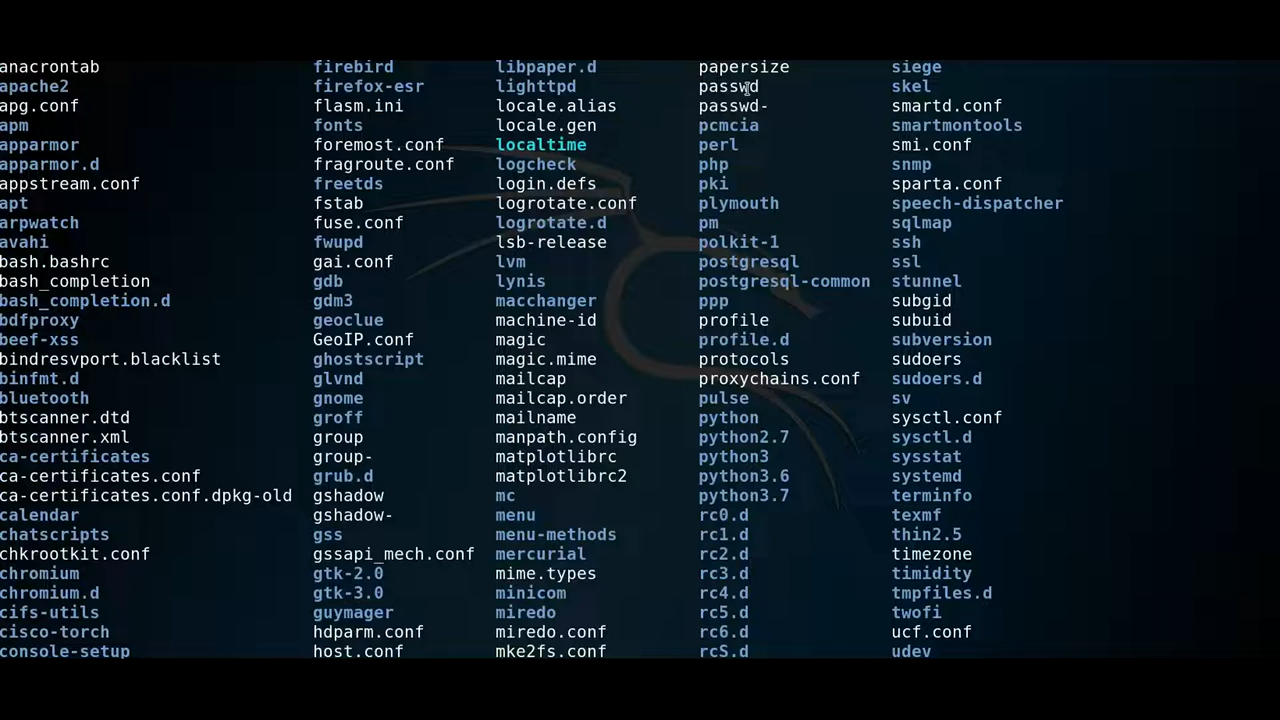 anacrontab firebird libpaper.d papersize siege
apache2 firefox-esr lighttpd passwd skel
apg.conf flasm.ini locale.alias passwd- smartd.conf
apm fonts locale.gen pcmcia smartmontools
apparmor foremost.conf localtime perl smi.conf
apparmor.d fragroute.conf logcheck php snmp
appstream.conf freetds login.defs pki sparta.conf
apt fstab logrotate.conf plymouth speech-dispatcher
arpwatch fuse.conf logrotate.d pm sqlmap
avahi fwupd lsb-release polkit-1 ssh
bash.bashrc gai.conf lvm postgresql ssl
bash_completion gdb lynis postgresql-common stunnel
bash_completion.d gdm3 macchanger ppp subgid
bdfproxy geoclue machine-id profile subuid
beef-xss GeoIP.conf magic profile.d subversion
bindresvport.blacklist ghostscript magic.mime protocols sudoers
binfmt.d glvnd mailcap proxychains.conf sudoers.d
bluetooth gnome mailcap.order pulse sv
btscanner.dtd groff mailname python sysctl.conf
btscanner.xml group manpath.config python2.7 sysctl.d
ca-certificates group- matplotlibrc python3 sysstat
ca-certificates.conf grub.d matplotlibrc2 python3.6 systemd
ca-certificates.conf.dpkg-old gshadow mc python3.7 terminfo
calendar gshadow- menu rc0.d texmf
chatscripts gss menu-methods rc1.d thin2.5
chkrootkit.conf gssapi_mech.conf mercurial rc2.d timezone
chromium gtk-2.0 mime.types rc3.d timidity
chromium.d gtk-3.0 minicom rc4.d tmpfiles.d
cifs-utils guymager miredo rc5.d twofi
cisco-torch hdparm.conf miredo.conf rc6.d ucf.conf
console-setup host.conf mke2fs.conf rcS.d udev